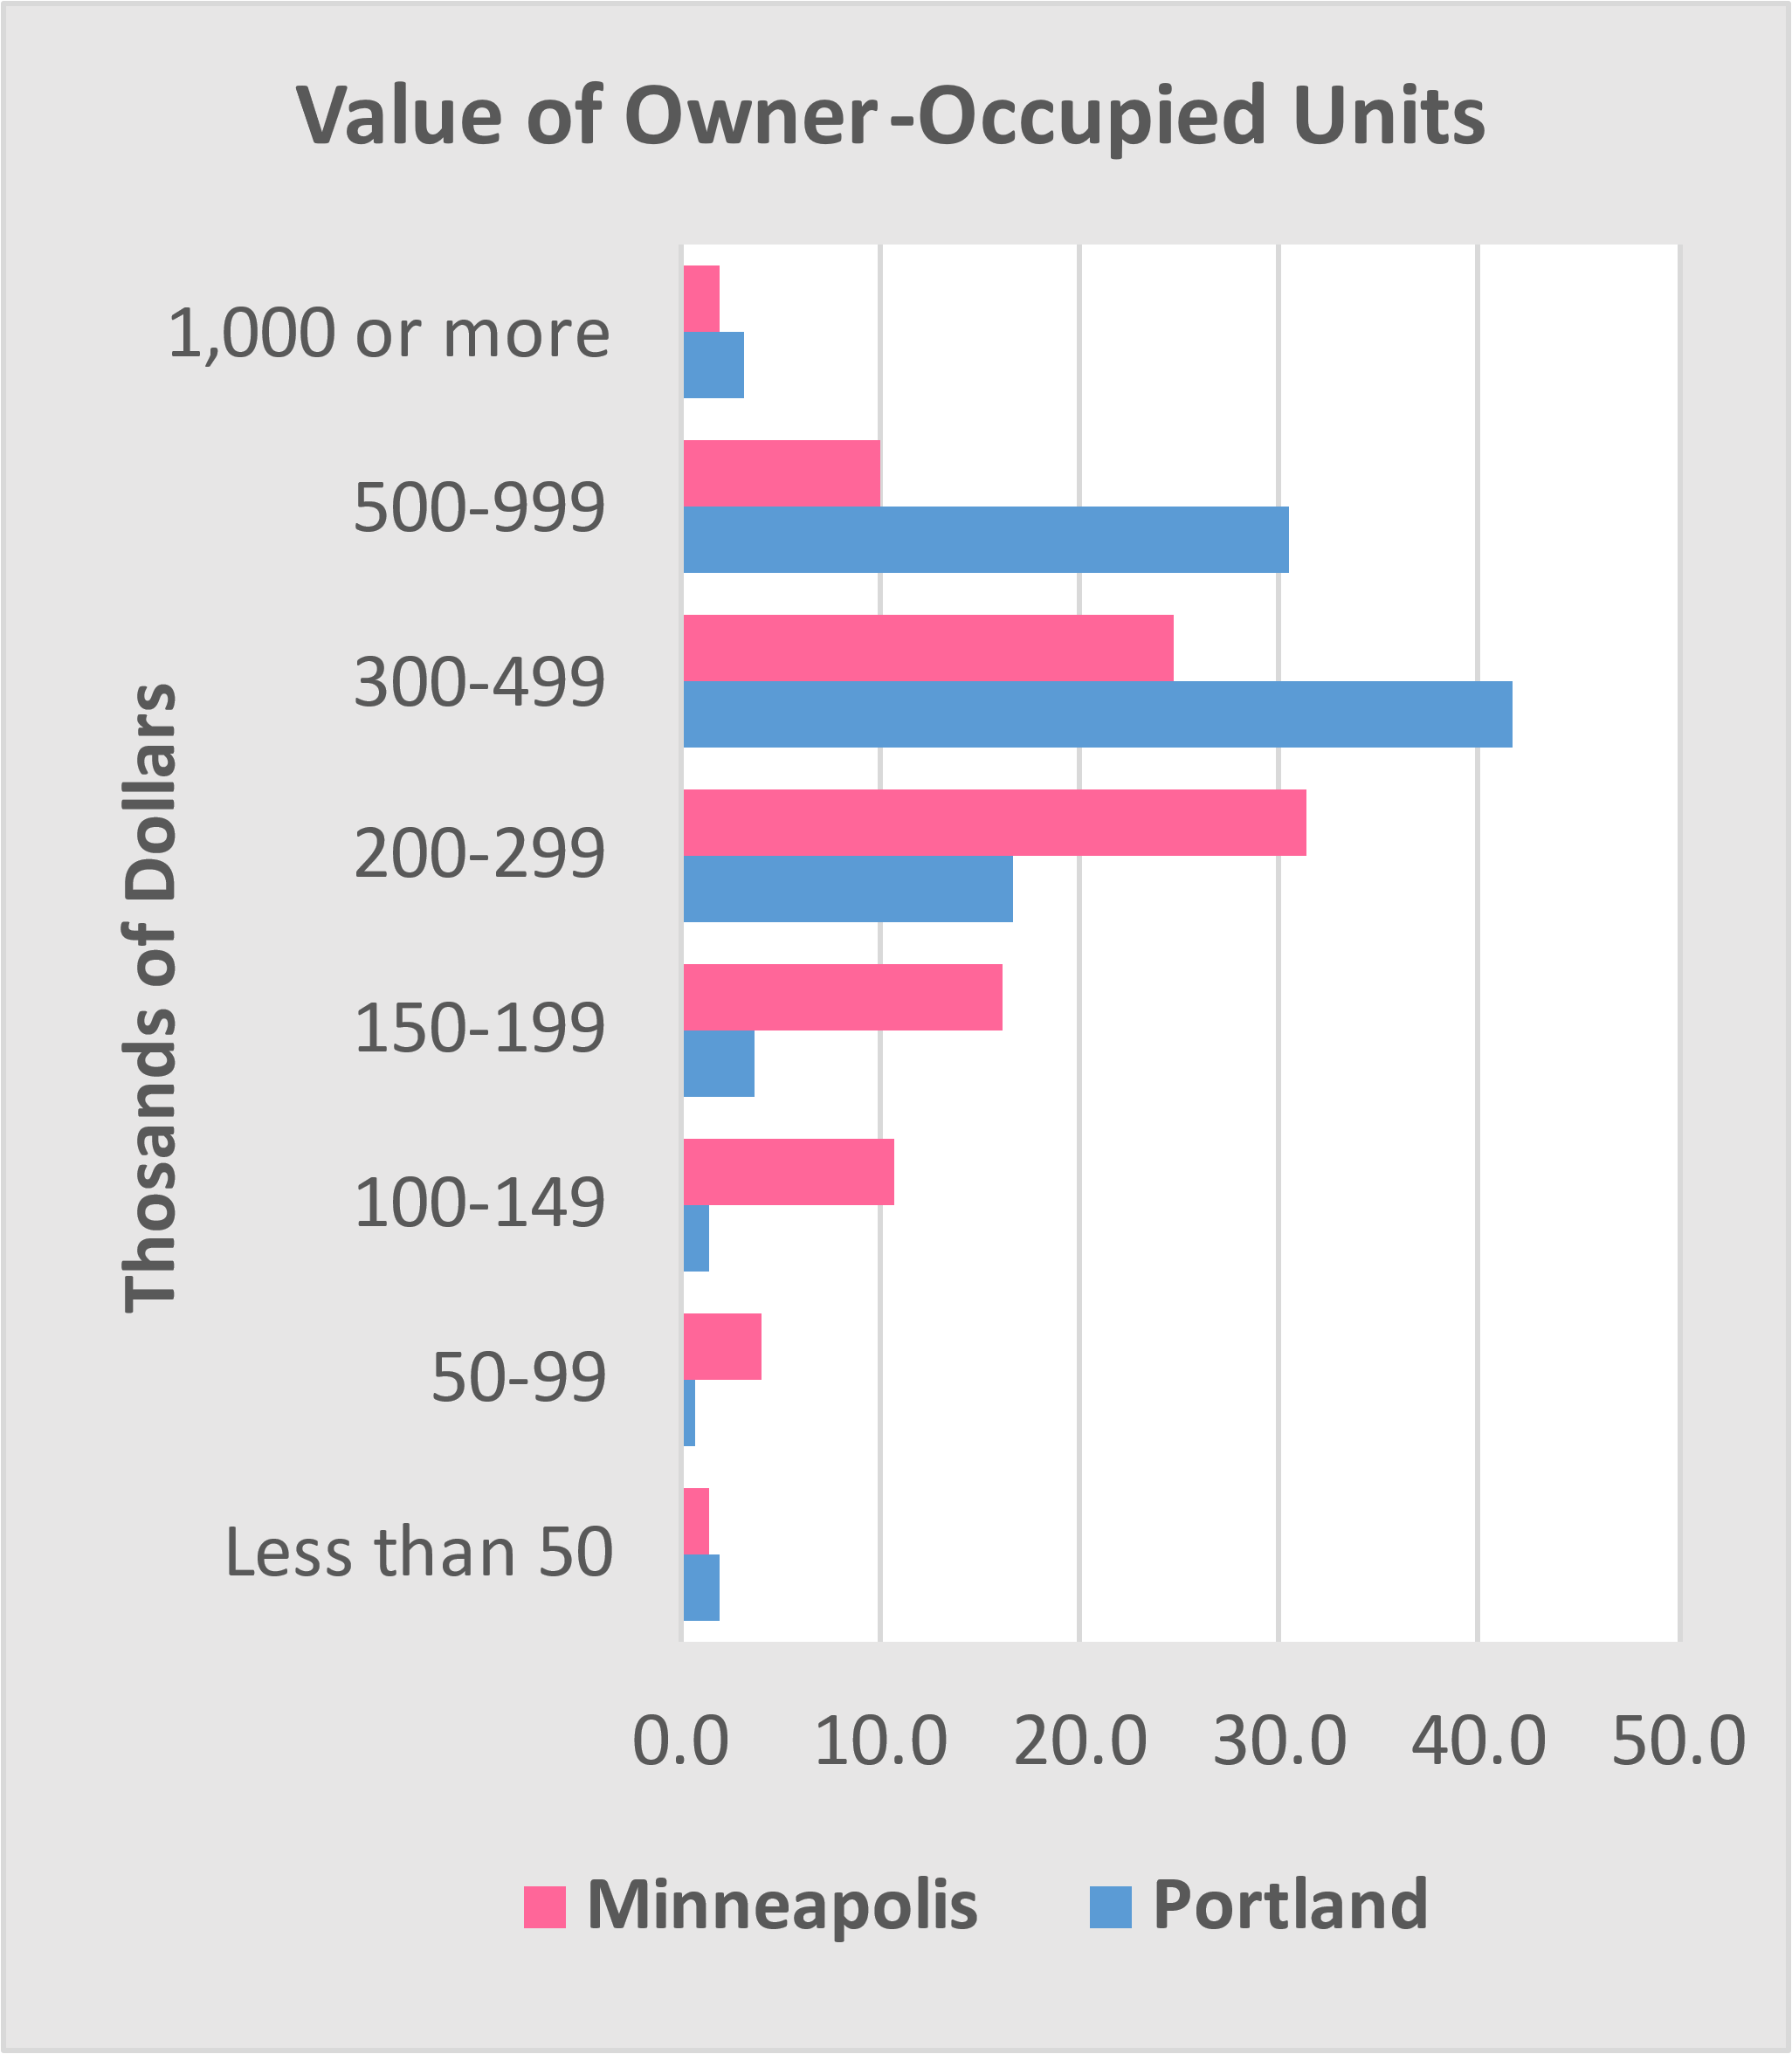 Value of Owner-Occupied Units
Thosands of Dollars
1,000 or more
500-999
300-499
200-299
150-199
100-149
50-99
Less than 50
0.0 10.0 20.0 30.0 40.0 50.0
Minneapolis Portland